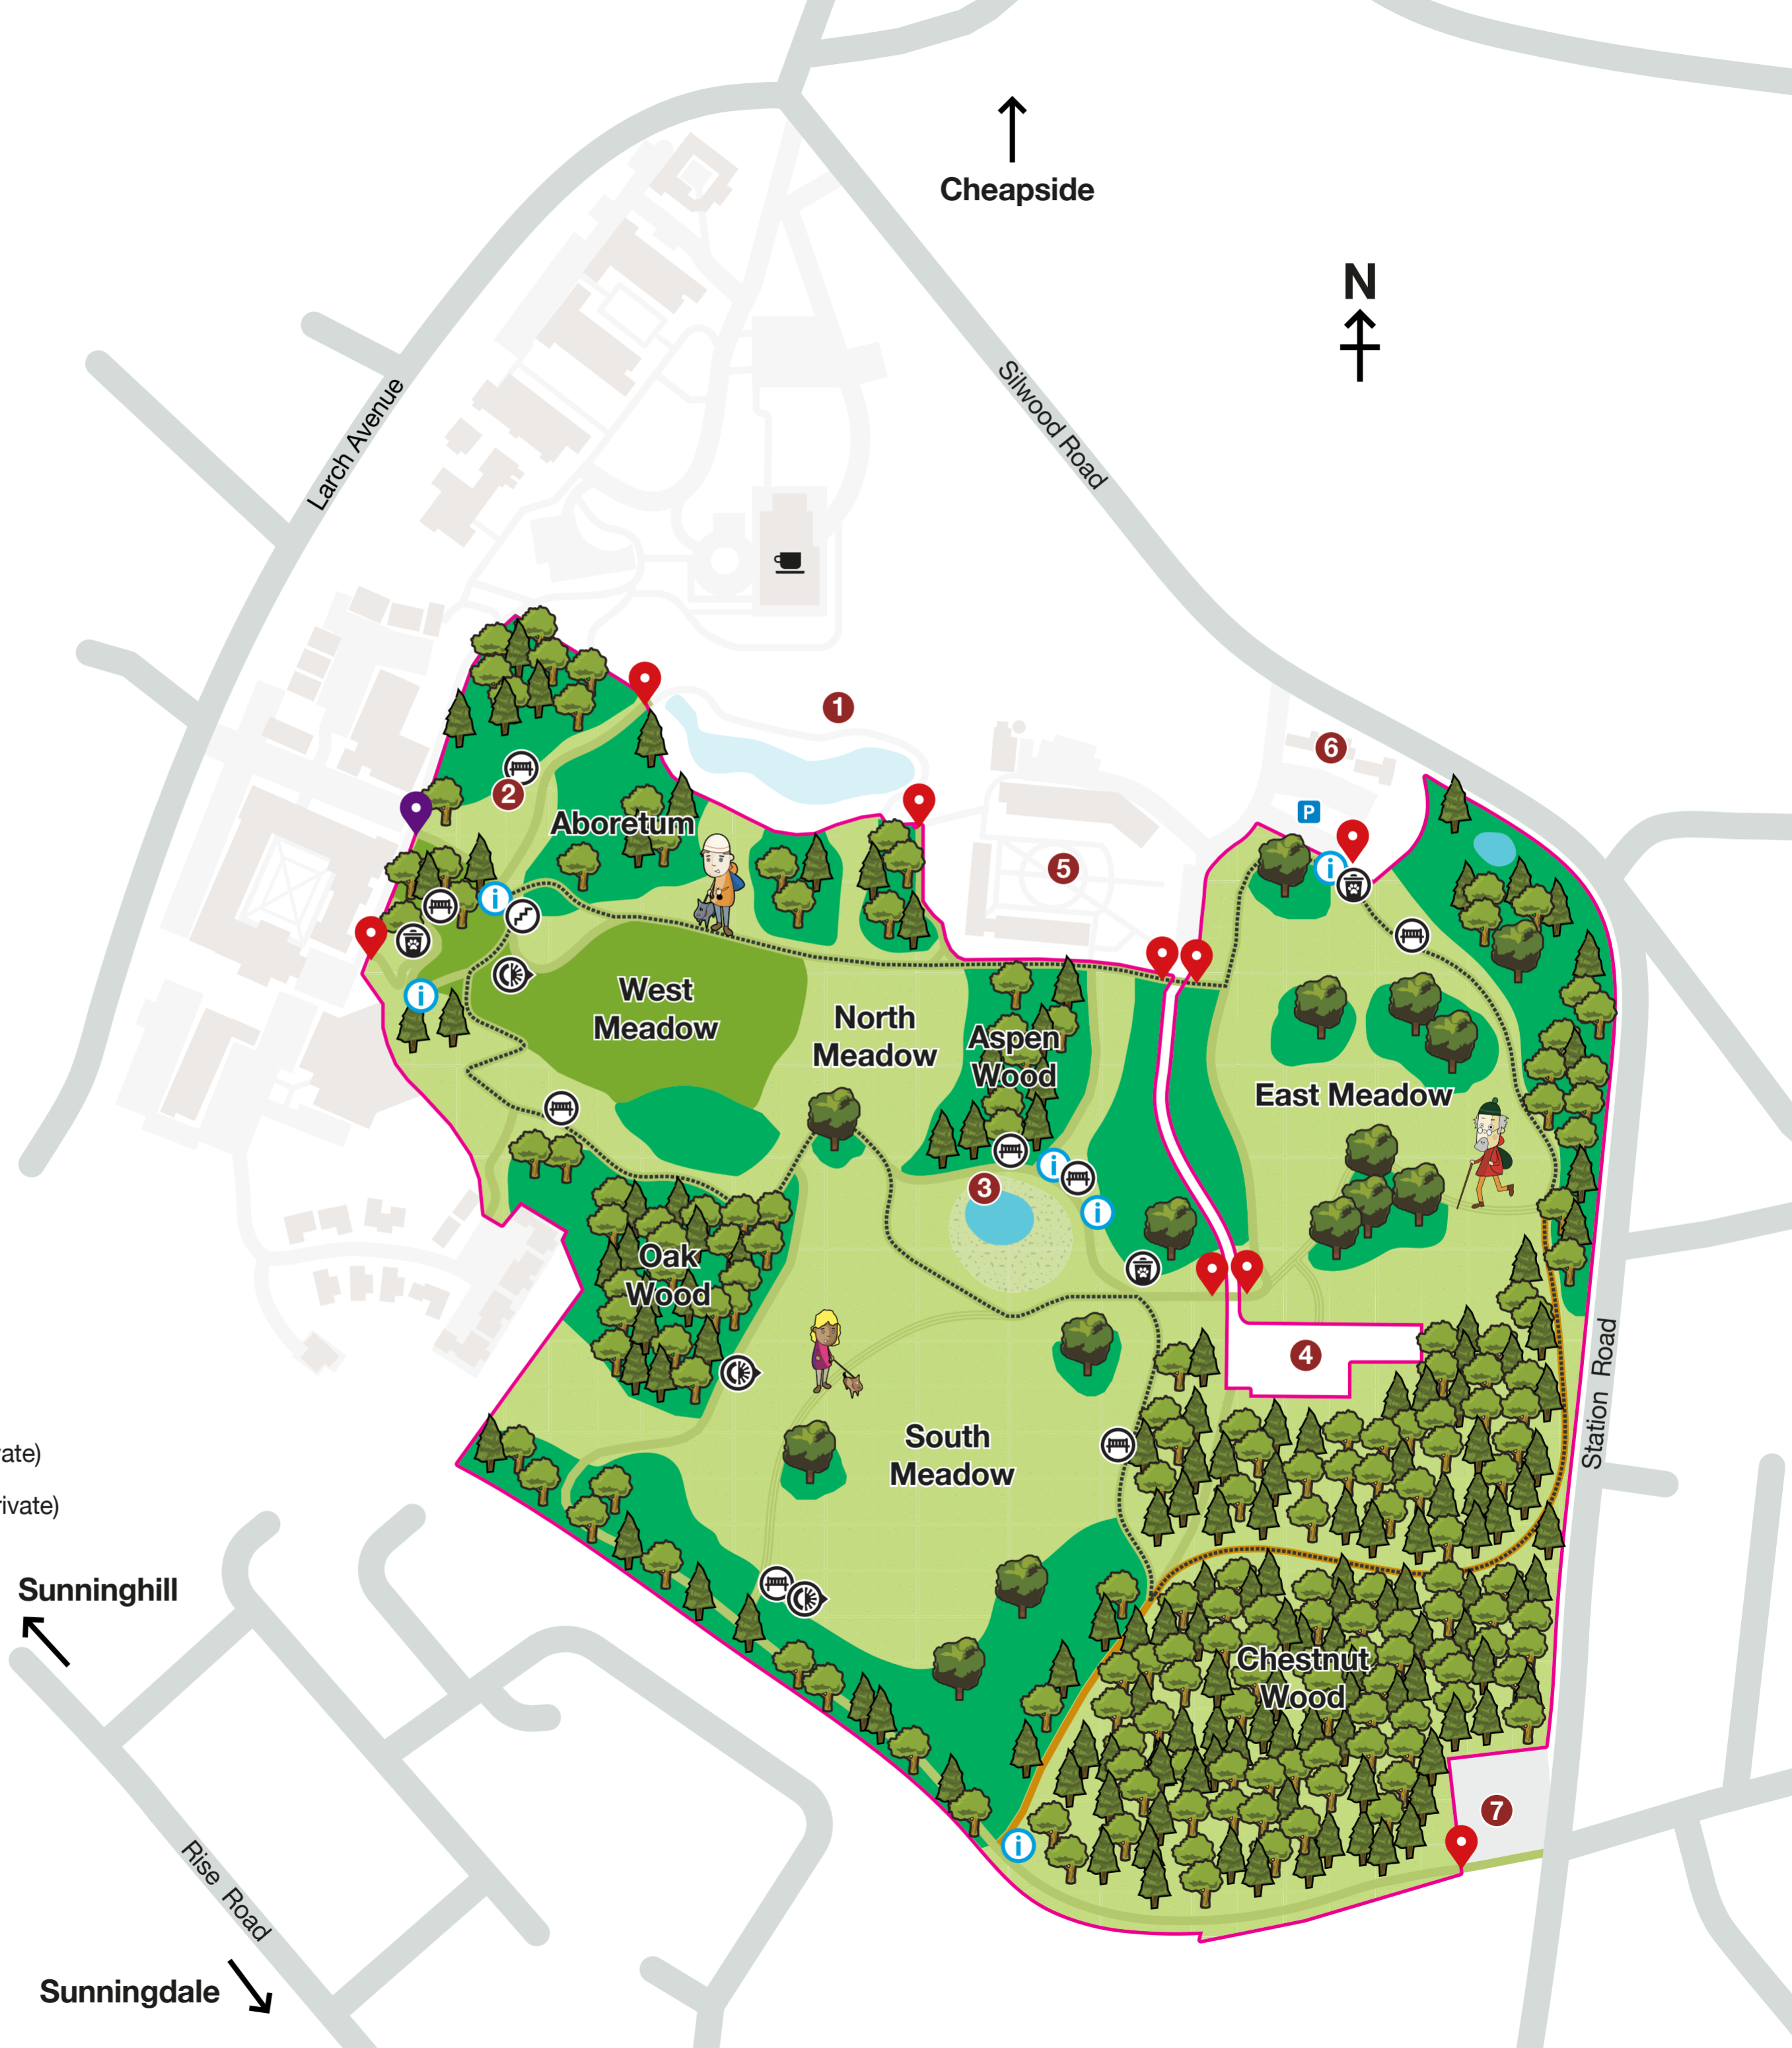 Cheapside
N
Larch Avenue
Silwood Road
1
6
2
P
Aboretum
5
i
i
i
West
Meadow
North
Meadow
Aspen
Wood
East Meadow
3
i
i
Oak
Wood
4
Station Road
South
Meadow
ate)
ivate)
Sunninghill
Chestnut
Wood
7
i
Rise Road
Sunningdale